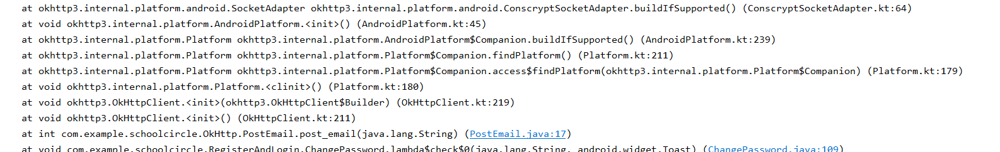 at okhttp3.internal.platform.android.SocketAdapter okhttp3.internal.platform.android.ConscryptSocketAdapter.buildIfSupported() (ConscryptSocketAdapter.kt:64)
at void okhttp3.internal.platform.AndroidPlatform.<init>() (AndroidPlatform.kt:45)
at okhttp3.internal.platform.Platform okhttp3.internal.platform.AndroidPlatform$Companion.buildIfSupported() (AndroidPlatform.kt:239)
at okhttp3.internal.platform.Platform okhttp3.internal.platform.Platform$Companion.findPlatform() (Platform.kt:211)
at okhttp3.internal.platform.Platform okhttp3.internal.platform.Platform$Companion.access$findPlatform(okhttp3.internal.platform.Platform$Companion) (Platform.kt:179)
at void okhttp3.internal.platform.Platform.<clinit>() (Platform.kt:180)
at void okhttp3.OkHttpClient.<init>(okhttp3.OkHttpClient$Builder) (OkHttpClient.kt:219)
at void okhttp3.OkHttpClient.<init>() (OkHttpClient.kt:211)
at int com.example.schoolcircle.OkHttp.PostEmail.post_email(java.lang.String) (PostEmail.java:17)
at void com.example.schoolcircle.RegisterAndLogin.ChangePassword.lambda$check$0(java.lang.String, android.widget.Toast) (ChangePassword.java:109)